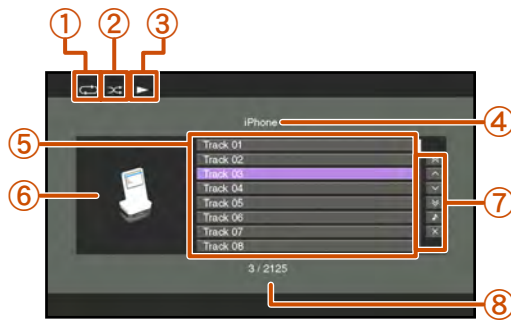 ① ② ③
iPhone ④
⑤ Track 01
Track 02
Track 03
Track 04
Track 05
Track 06
Track 07
Track 08
⑥ ⑦
3 / 2125
⑧